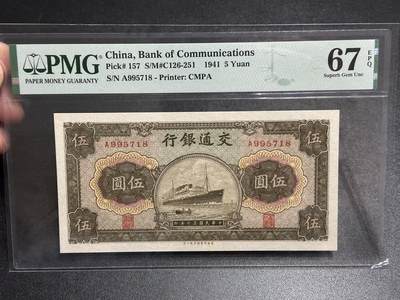 PMG
PAPER MONEY GUARANTY
China, Bank of Communications
Pick# 157 S/M#C126-251 1941 5 Yuan
S/N A995718 - Printer: CMPA
67 EPQ
Superb Gem Unc
伍 行銀通交 伍
A995718 A995718
圓伍 圓伍
伍 伍